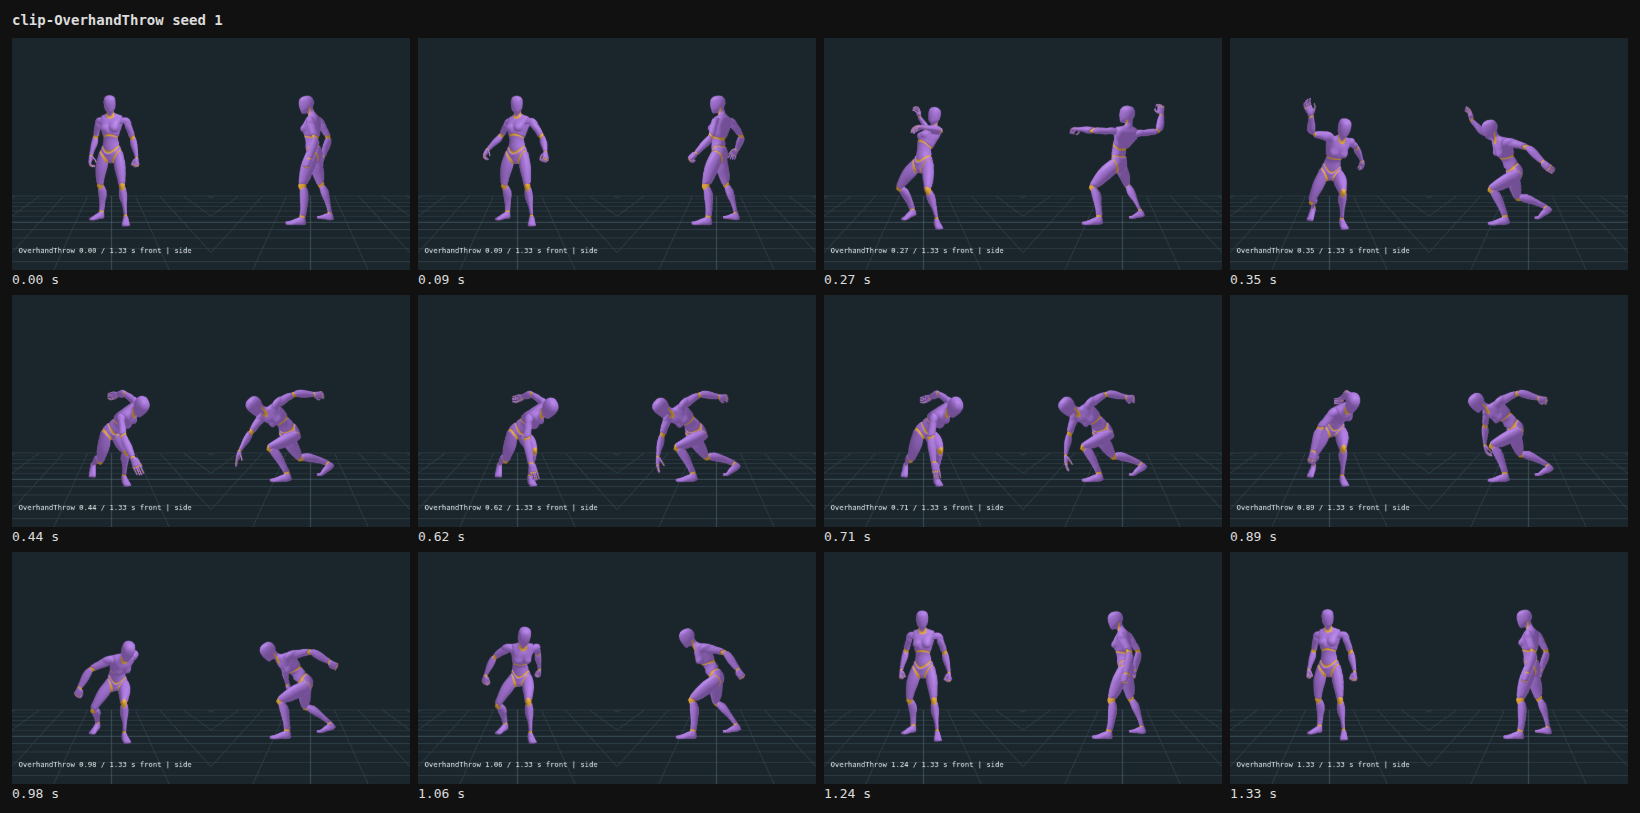 clip-OverhandThrow seed 1
OverhandThrow 0.00 / 1.33 s front | side
OverhandThrow 0.09 / 1.33 s front | side
OverhandThrow 0.27 / 1.33 s front | side
OverhandThrow 0.35 / 1.33 s front | side
0.00 s
0.09 s
0.27 s
0.35 s
OverhandThrow 0.44 / 1.33 s front | side
OverhandThrow 0.62 / 1.33 s front | side
OverhandThrow 0.71 / 1.33 s front | side
OverhandThrow 0.89 / 1.33 s front | side
0.44 s
0.62 s
0.71 s
0.89 s
OverhandThrow 0.98 / 1.33 s front | side
OverhandThrow 1.06 / 1.33 s front | side
OverhandThrow 1.24 / 1.33 s front | side
OverhandThrow 1.33 / 1.33 s front | side
0.98 s
1.06 s
1.24 s
1.33 s